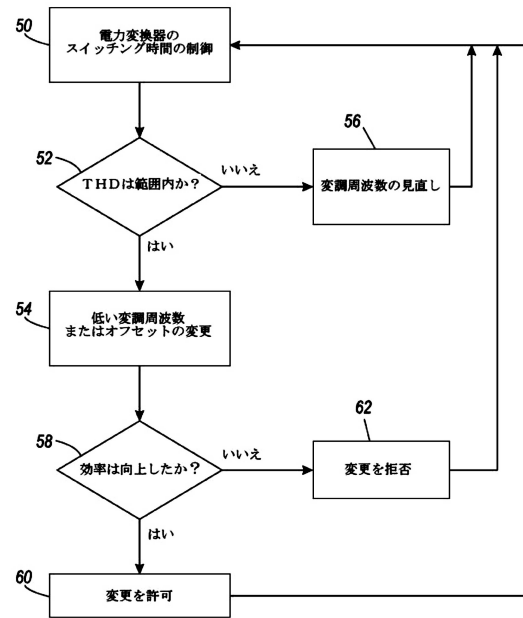 50
電力変換器の
スイッチング時間の制御
52
THDは範囲内か?
いいえ
56
変調周波数の見直し
はい
54
低い変調周波数
またはオフセットの変更
58
効率は向上したか?
いいえ
62
変更を拒否
はい
60
変更を許可